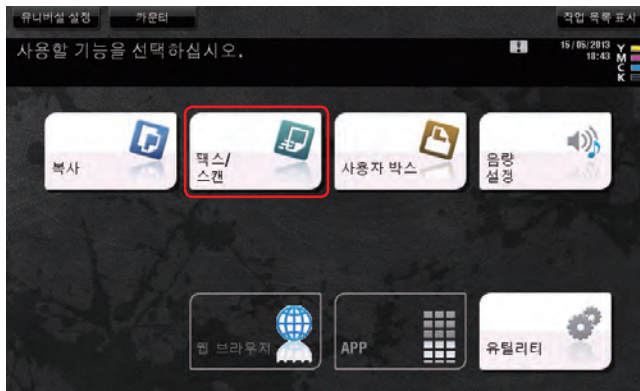 유니버설 설정 카운터 작업 목록 표시
사용할 기능을 선택하십시오.
15/05/2013
18:43
Y
M
C
K
복사
팩스/
스캔
사용자 박스
음량
설정
웹 브라우저
APP
유틸리티